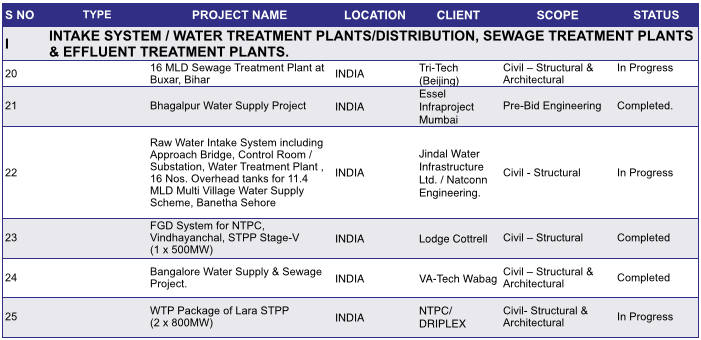 S NO TYPE PROJECT NAME LOCATION CLIENT SCOPE STATUS
I INTAKE SYSTEM / WATER TREATMENT PLANTS/DISTRIBUTION, SEWAGE TREATMENT PLANTS
& EFFLUENT TREATMENT PLANTS.
20 16 MLD Sewage Treatment Plant at
Buxar, Bihar
INDIA
Tri-Tech
(Beijing)
Civil – Structural &
Architectural
In Progress
21 Bhagalpur Water Supply Project
INDIA
Essel
Infraproject
Mumbai
Pre-Bid Engineering
Completed.
22
Raw Water Intake System including
Approach Bridge, Control Room /
Substation, Water Treatment Plant ,
16 Nos. Overhead tanks for 11.4
MLD Multi Village Water Supply
Scheme, Banetha Sehore
INDIA
Jindal Water
Infrastructure
Ltd. / Natconn
Engineering.
Civil - Structural
In Progress
23
FGD System for NTPC,
Vindhayanchal, STPP Stage-V
(1 x 500MW)
INDIA
Lodge Cottrell
Civil – Structural
Completed
24
Bangalore Water Supply & Sewage
Project.
INDIA
VA-Tech Wabag
Civil – Structural &
Architectural
Completed
25
WTP Package of Lara STPP
(2 x 800MW)
INDIA
NTPC/
DRIPLEX
Civil- Structural &
Architectural
In Progress